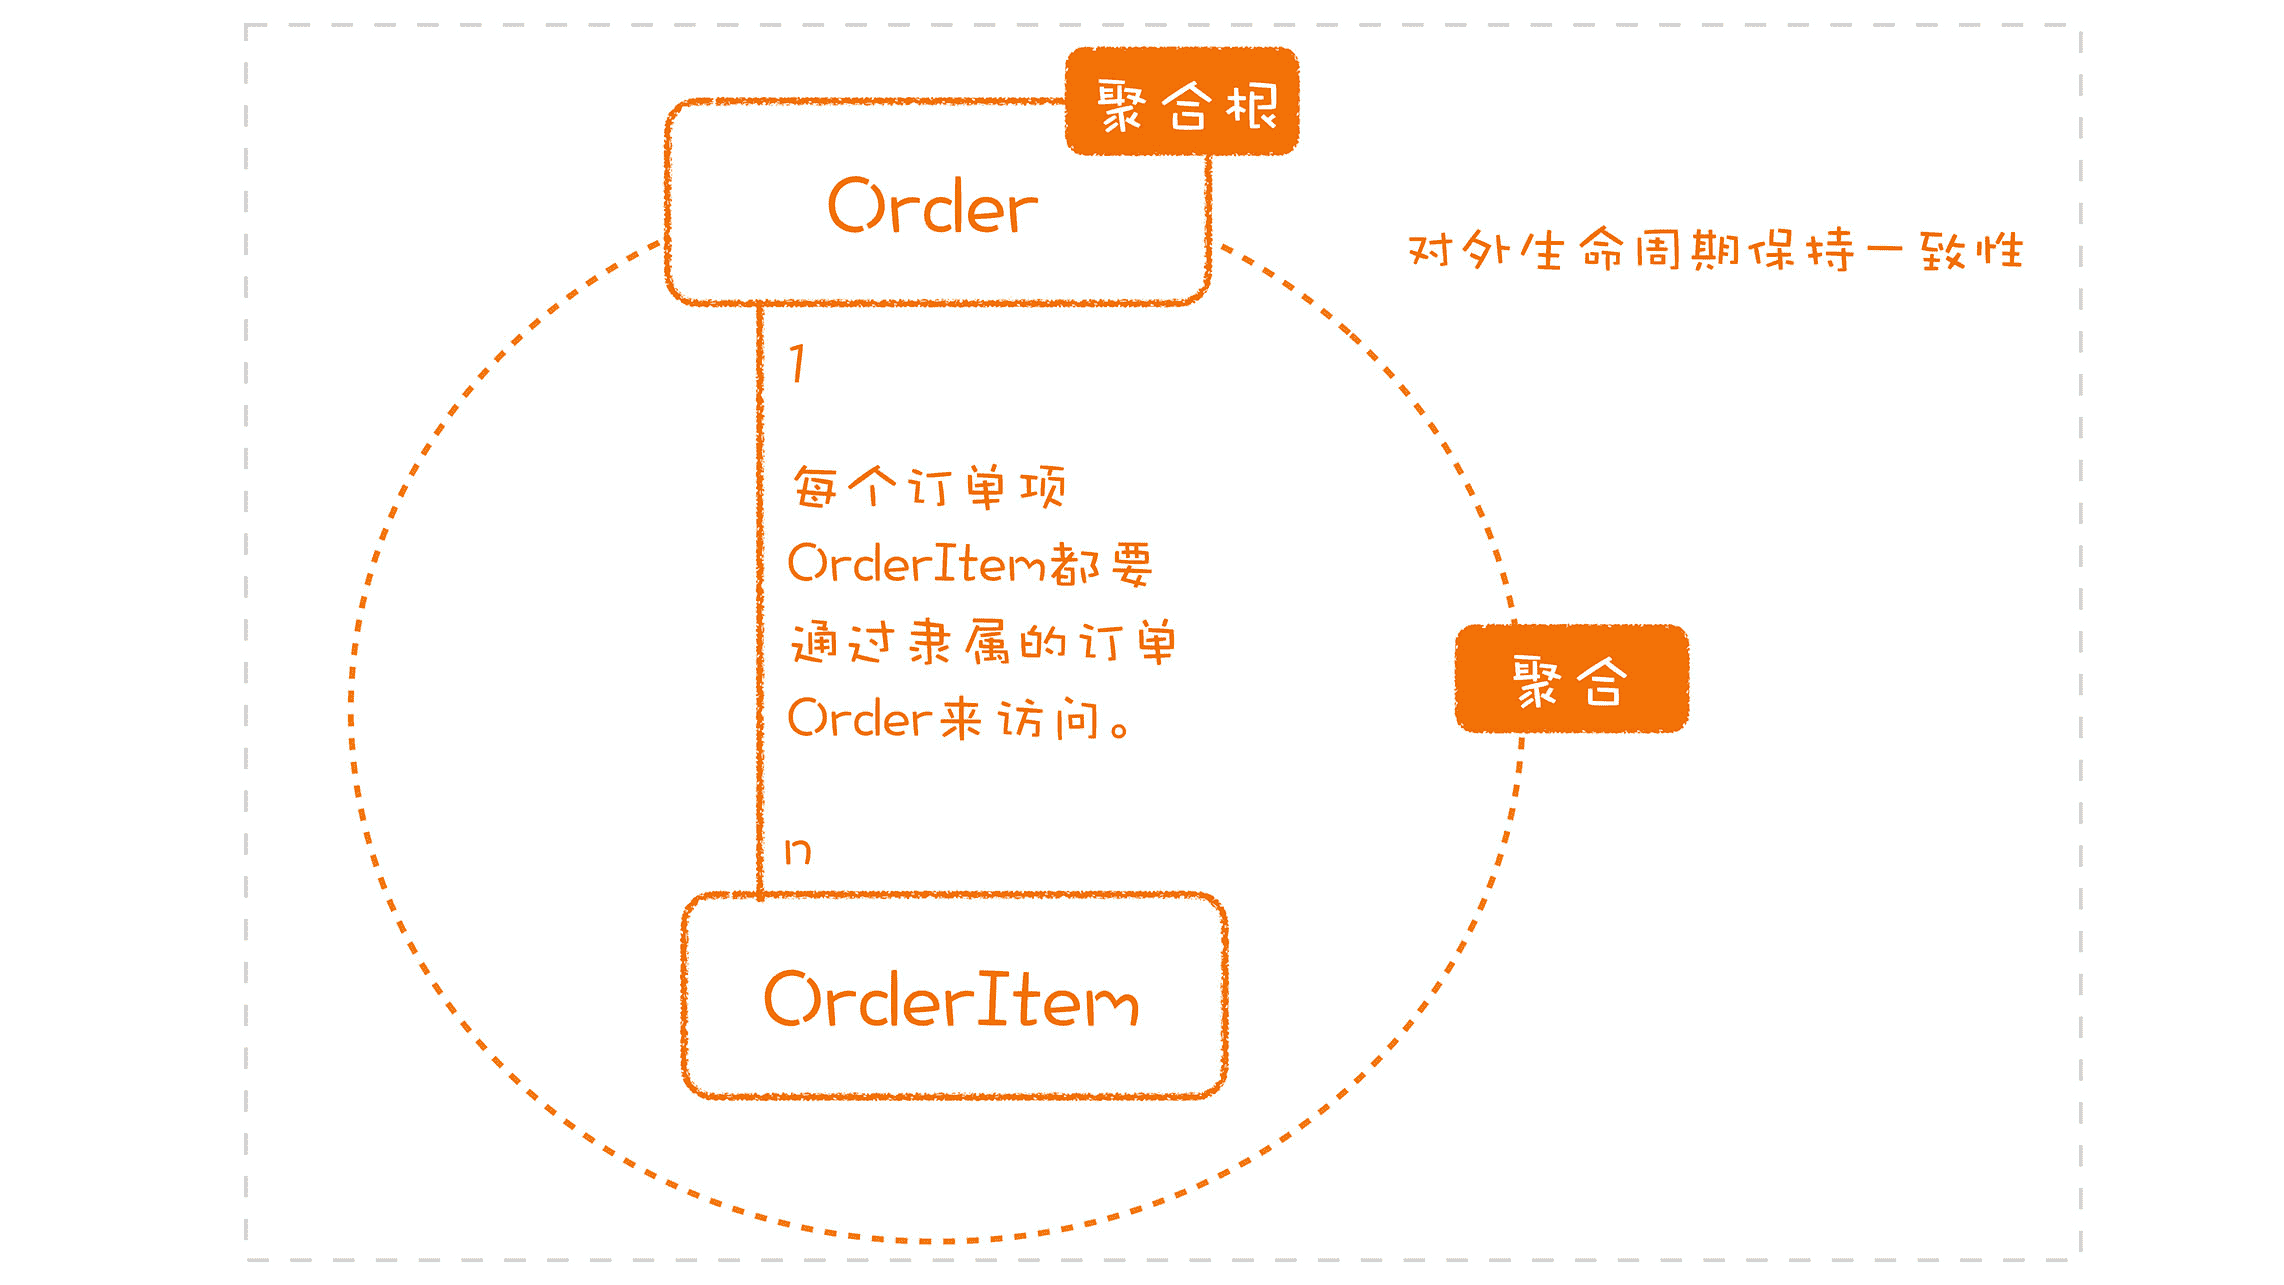 聚合根
Order
对外生命周期保持一致性
1
每个订单项
OrderItem都要
通过隶属的订单
Order来访问。
聚合
n
OrderItem